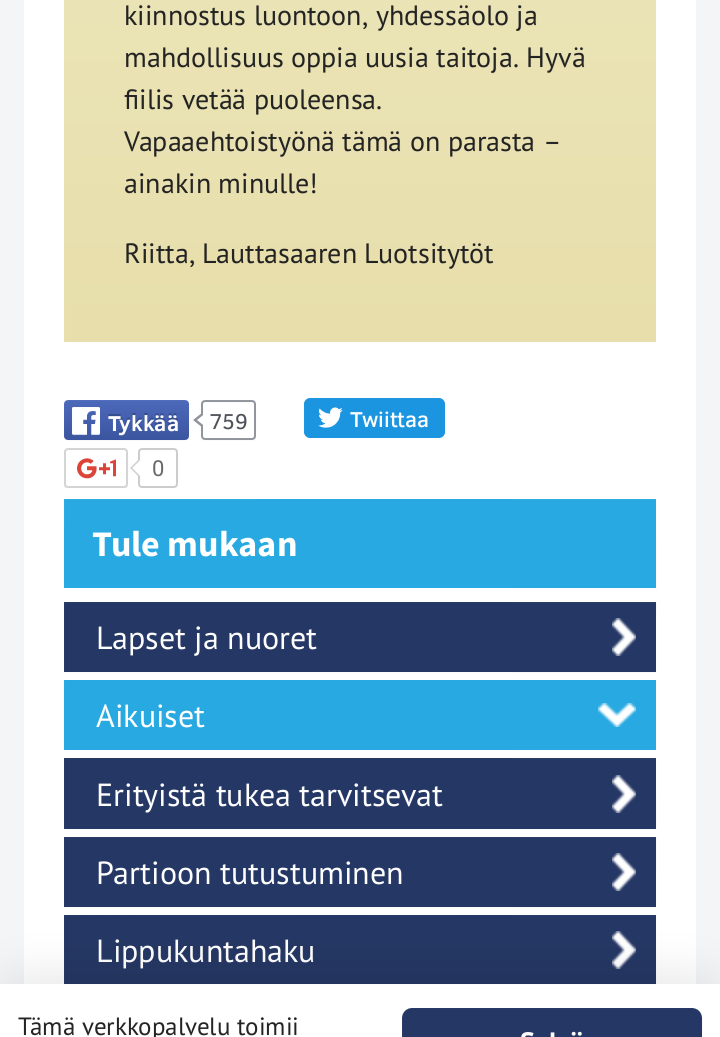 kiinnostus luontoon, yhdessäolo ja
mahdollisuus oppia uusia taitoja. Hyvä
fiilis vetää puoleensa.
Vapaaehtoistyönä tämä on parasta –
ainakin minulle!
Riitta, Lauttasaaren Luotsitytöt
Tykkää 759 Twiittaa
G+1 0
Tule mukaan
Lapset ja nuoret
Aikuiset
Erityistä tukea tarvitsevat
Partioon tutustuminen
Lippukuntahaku
Tämä verkkopalvelu toimii